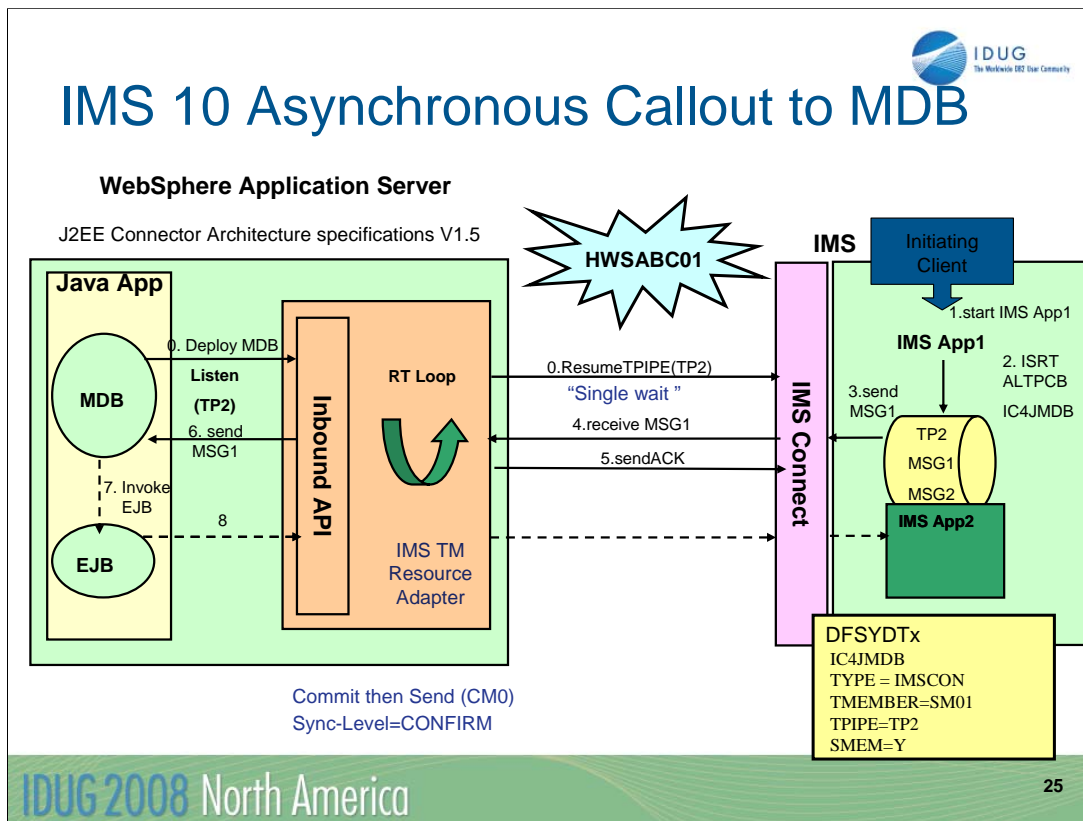 IDUG
The Worldwide DB2 User Community
IMS 10 Asynchronous Callout to MDB
WebSphere Application Server
J2EE Connector Architecture specifications V1.5
HWSABC01
IMS
Initiating
Client
Java App
1.start IMS App1
0. Deploy MDB
Listen
(TP2)
MDB
6. send
MSG1
7. Invoke
EJB
EJB
8
Inbound API
RT Loop
IMS TM
Resource
Adapter
0.ResumeTPIPE(TP2)
“Single wait ”
4.receive MSG1
5.sendACK
IMS Connect
IMS App1
2. ISRT
ALTPCB
IC4JMDB
3.send
MSG1
TP2
MSG1
MSG2
IMS App2
DFSYDTx
IC4JMDB
TYPE = IMSCON
TMEMBER=SM01
TPIPE=TP2
SMEM=Y
Commit then Send (CM0)
Sync-Level=CONFIRM
IDUG 2008 North America
25